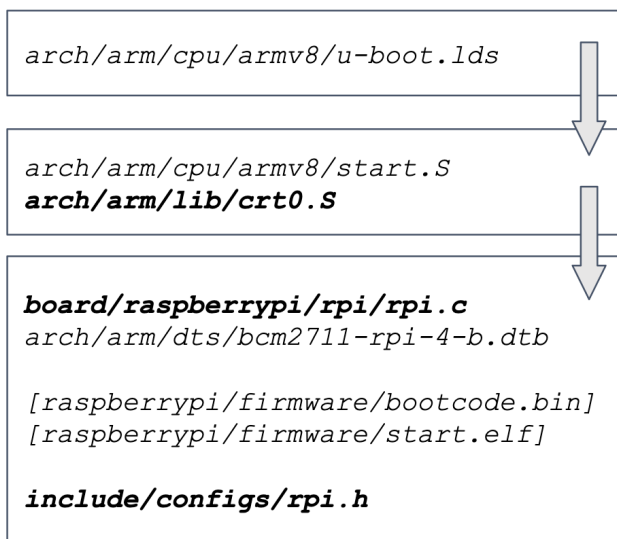 arch/arm/cpu/armv8/u-boot.lds
arch/arm/cpu/armv8/start.S
arch/arm/lib/crt0.S
board/raspberrypi/rpi/rpi.c
arch/arm/dts/bcm2711-rpi-4-b.dtb
[raspberrypi/firmware/bootcode.bin]
[raspberrypi/firmware/start.elf]
include/configs/rpi.h